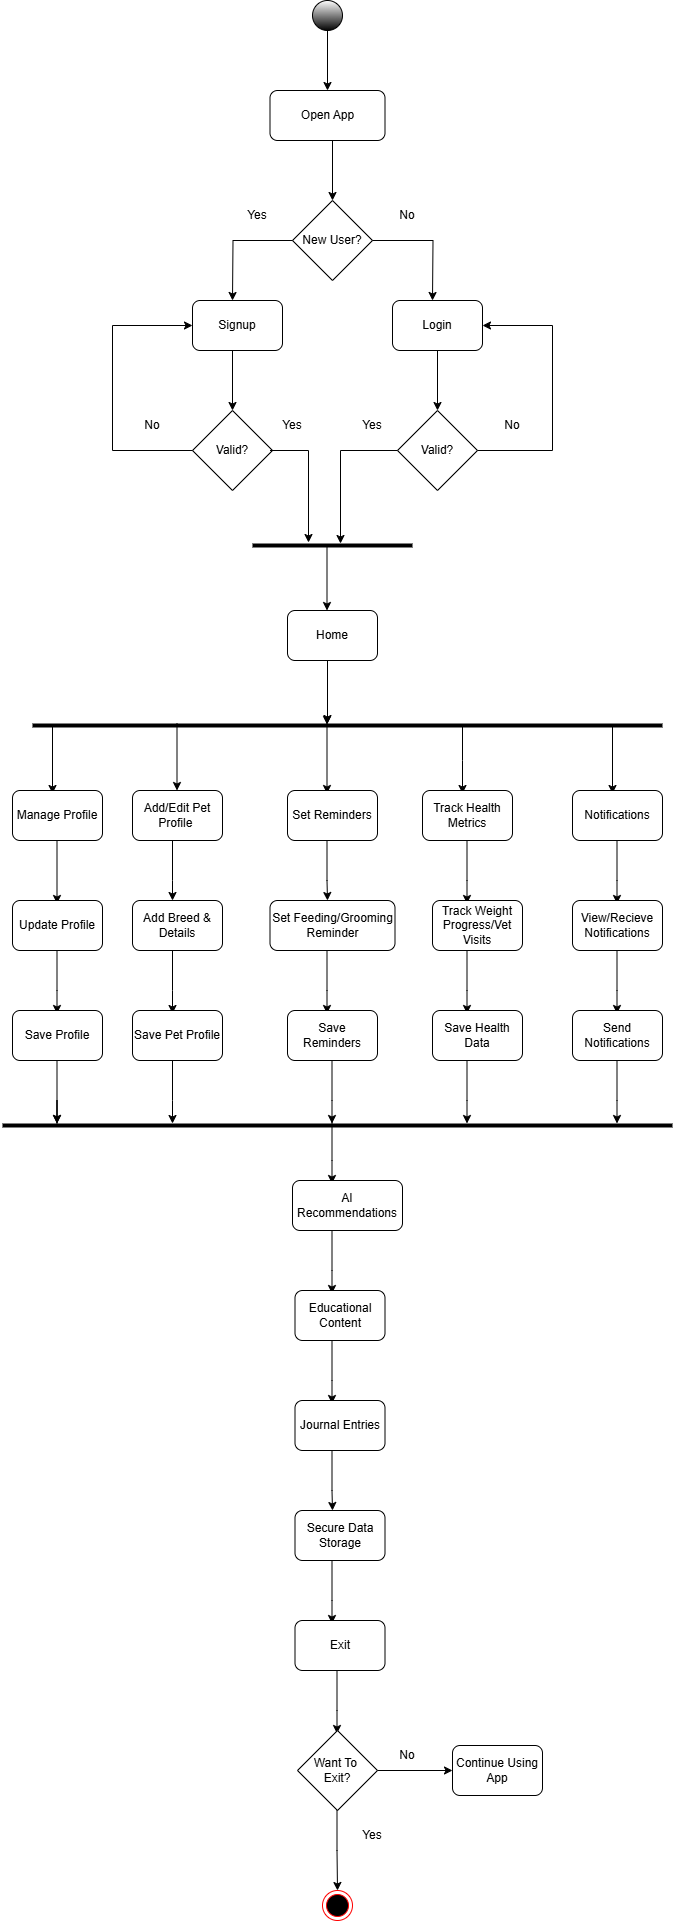 Open App
Yes
No
New User?
Signup
Login
No
Yes
Yes
No
Valid?
Valid?
Home
Manage Profile
Add/Edit Pet
Profile
Set Reminders
Track Health
Metrics
Notifications
Update Profile
Add Breed &
Details
Set Feeding/Grooming
Reminder
Track Weight
Progress/Vet
Visits
View/Recieve
Notifications
Save Profile
Save Pet Profile
Save
Reminders
Save Health
Data
Send
Notifications
AI
Recommendations
Educational
Content
Journal Entries
Secure Data
Storage
Exit
Want To
Exit?
No
Continue Using
App
Yes